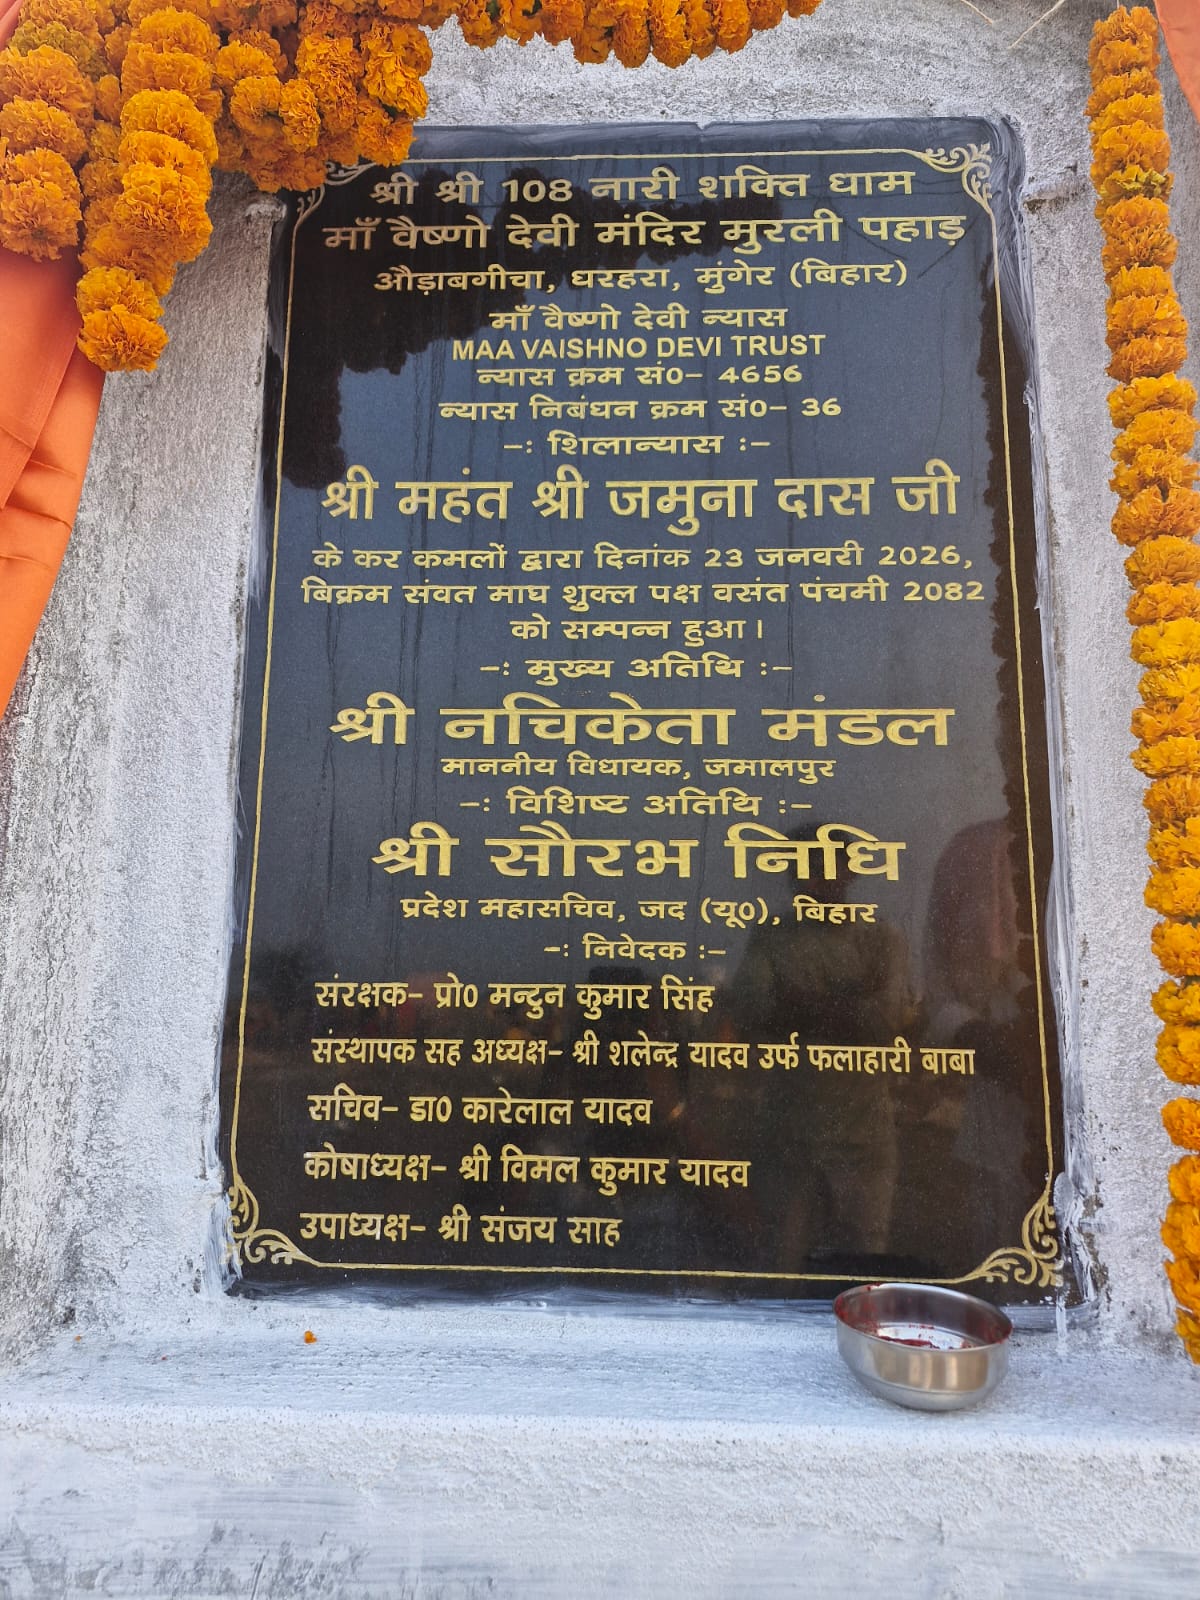 श्री श्री 108 नारी शक्ति धाम
माँ वैष्णो देवी मंदिर मुरली पहाड़
औड़ाबगीचा, धरहरा, मुंगेर (बिहार)
माँ वैष्णो देवी न्यास
MAA VAISHNO DEVI TRUST
न्यास क्रम सं0- 4656
न्यास निबंधन क्रम सं0- 36
-: शिलान्यास :-
श्री महंत श्री जमुना दास जी
के कर कमलों द्वारा दिनांक 23 जनवरी 2026,
बिक्रम संवत माघ शुक्ल पक्ष वसंत पंचमी 2082
को सम्पन्न हुआ।
-: मुख्य अतिथि :-
श्री नचिकेता मंडल
माननीय विधायक, जमालपुर
-: विशिष्ट अतिथि :-
श्री सौरभ निधि
प्रदेश महासचिव, जद (यू0), बिहार
-: निवेदक :-
संरक्षक- प्रो0 मन्टुन कुमार सिंह
संस्थापक सह अध्यक्ष- श्री शलेन्द्र यादव उर्फ फलाहारी बाबा
सचिव- डा0 कारेलाल यादव
कोषाध्यक्ष- श्री विमल कुमार यादव
उपाध्यक्ष- श्री संजय साह